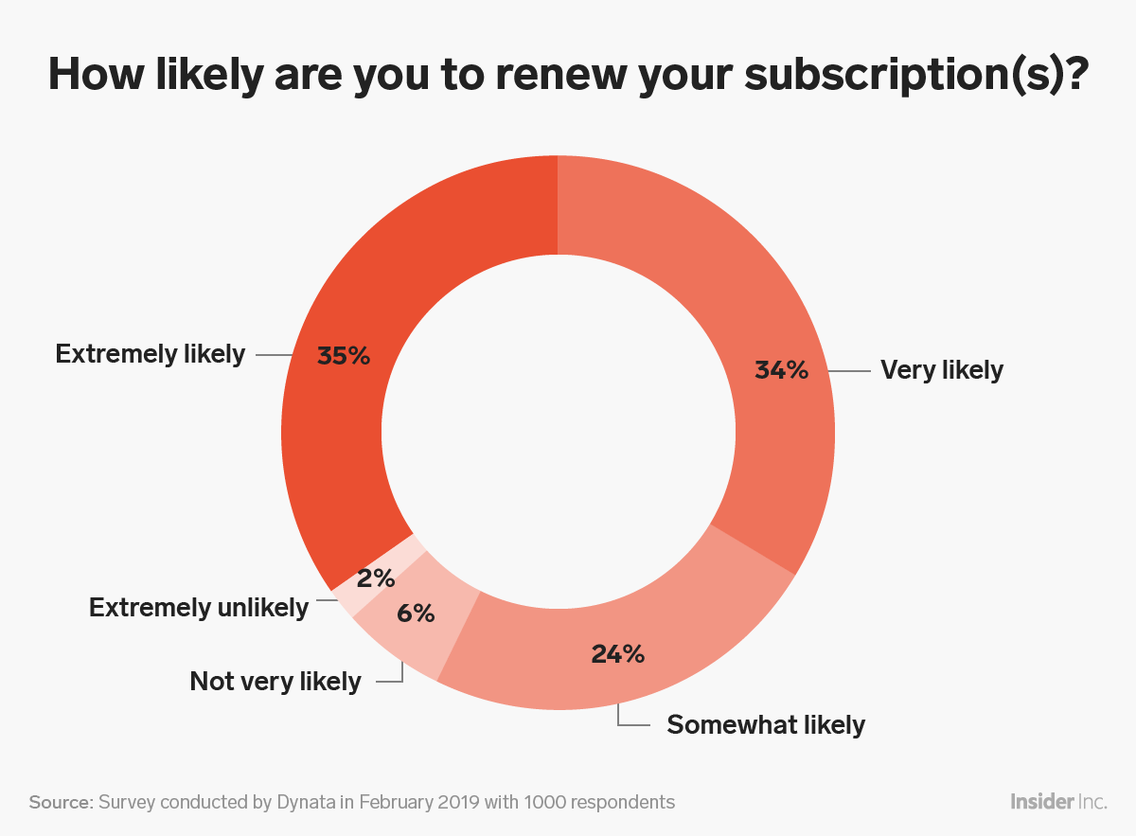 How likely are you to renew your subscription(s)?
Extremely likely
35%
34%
Very likely
2%
Extremely unlikely
6%
Not very likely
24%
Somewhat likely
Source: Survey conducted by Dynata in February 2019 with 1000 respondents
Insider Inc.